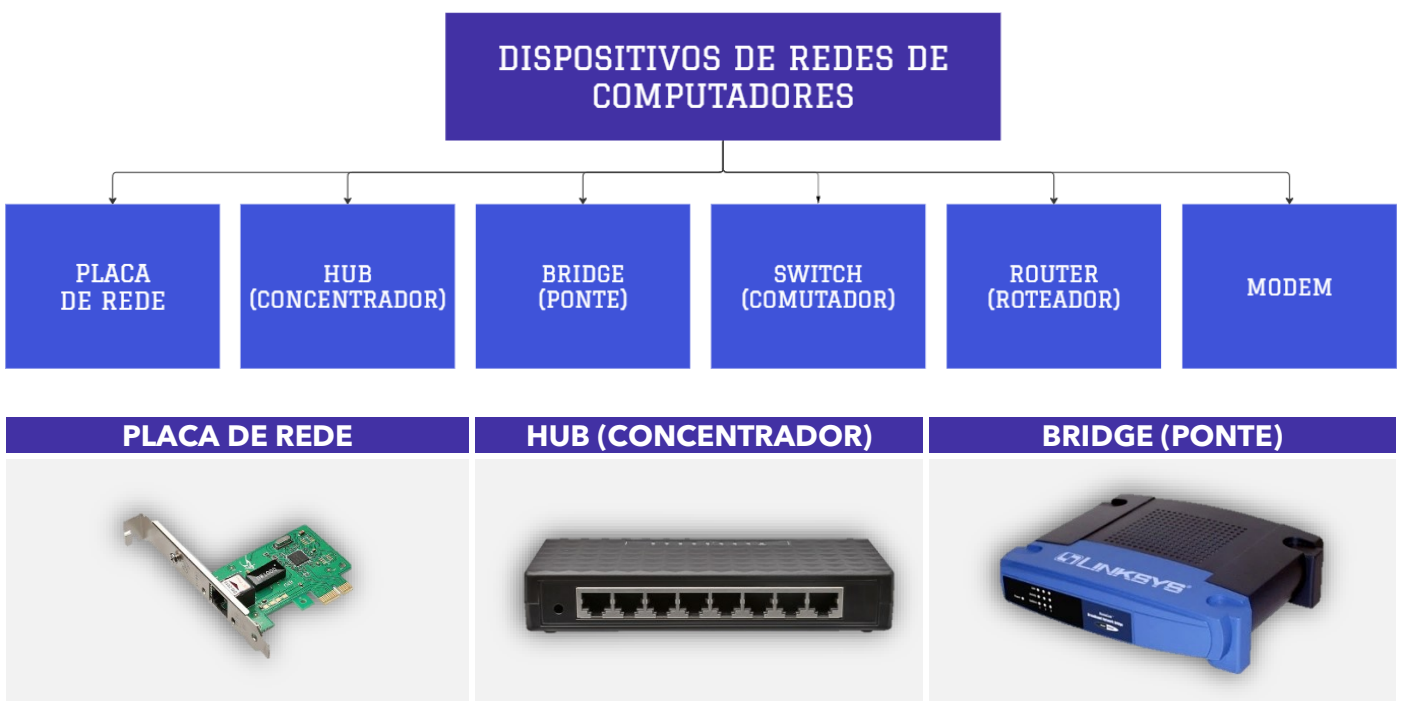 DISPOSITIVOS DE REDES DE
COMPUTADORES
PLACA
DE REDE
HUB
(CONCENTRADOR)
BRIDGE
(PONTE)
SWITCH
(COMUTADOR)
ROUTER
(ROTEADOR)
MODEM
PLACA DE REDE
HUB (CONCENTRADOR)
BRIDGE (PONTE)
LINKSYS